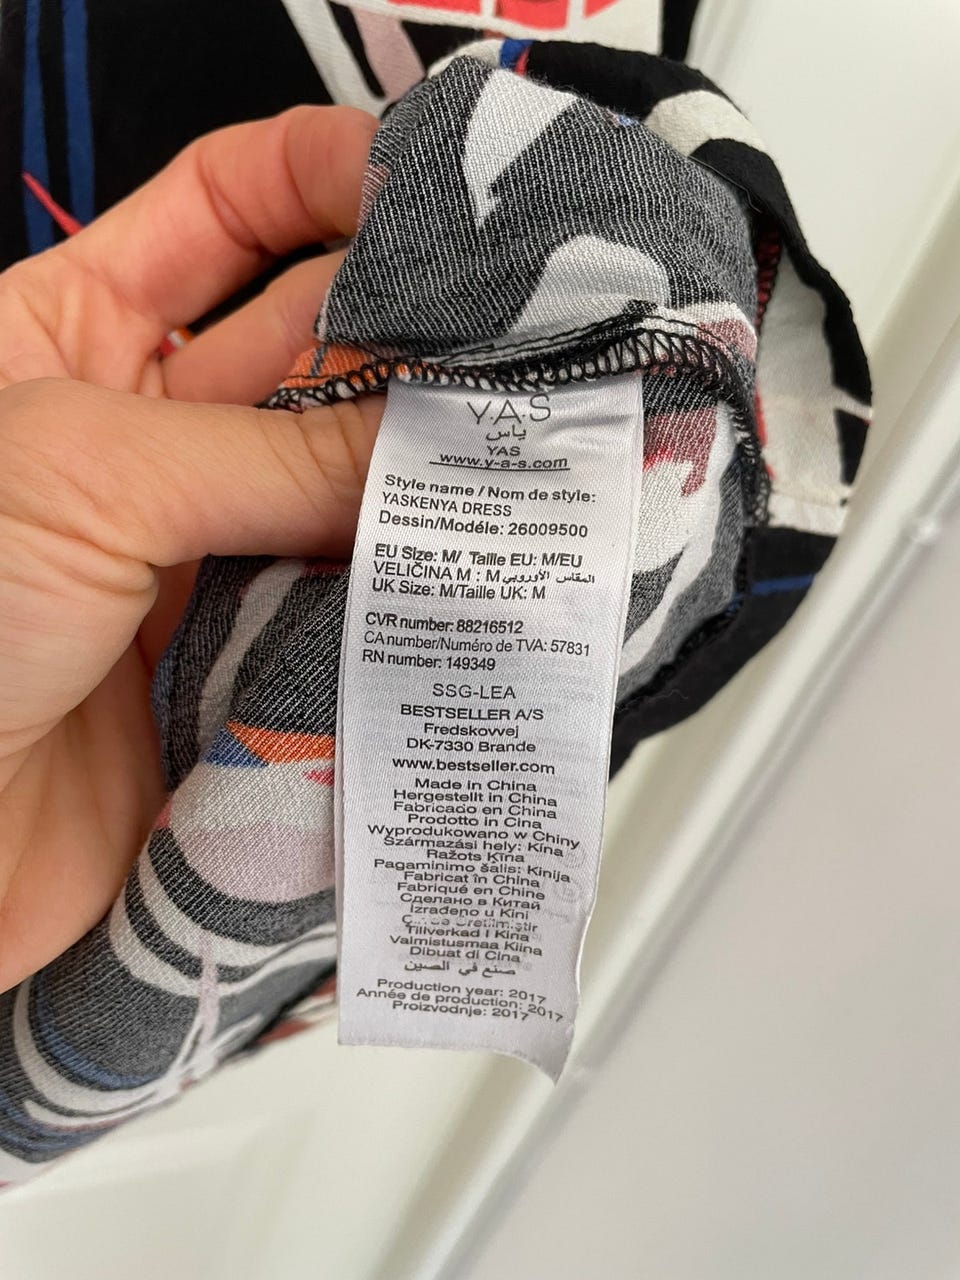 Y.A.S
ياس
YAS
www.y-a-s.com
Style name / Nom de style:
YASKENYA DRESS
Dessin/Modéle: 26009500
EU Size: M/ Taille EU: M/EU
VELIČINA M : M المقاس الأوروبي
UK Size: M/Taille UK: M
CVR number: 88216512
CA number/Numéro de TVA: 57831
RN number: 149349
SSG-LEA
BESTSELLER A/S
Fredskovvej
DK-7330 Brande
www.bestseller.com
Made in China
Hergestellt in China
Fabricado en China
Prodotto in Cina
Wyprodukowano w Chiny
Származási hely: Kína
Ražots Ķīna
Pagaminimo šalis: Kinija
Fabricat în China
Fabriqué en Chine
Сделано в Китай
Izrađeno u Kini
Tillverkad I Kina
Valmistusmaa Kiina
Dibuat di Cina
صنع في الصين
Production year: 2017
Année de production: 2017
Proizvodnje: 2017